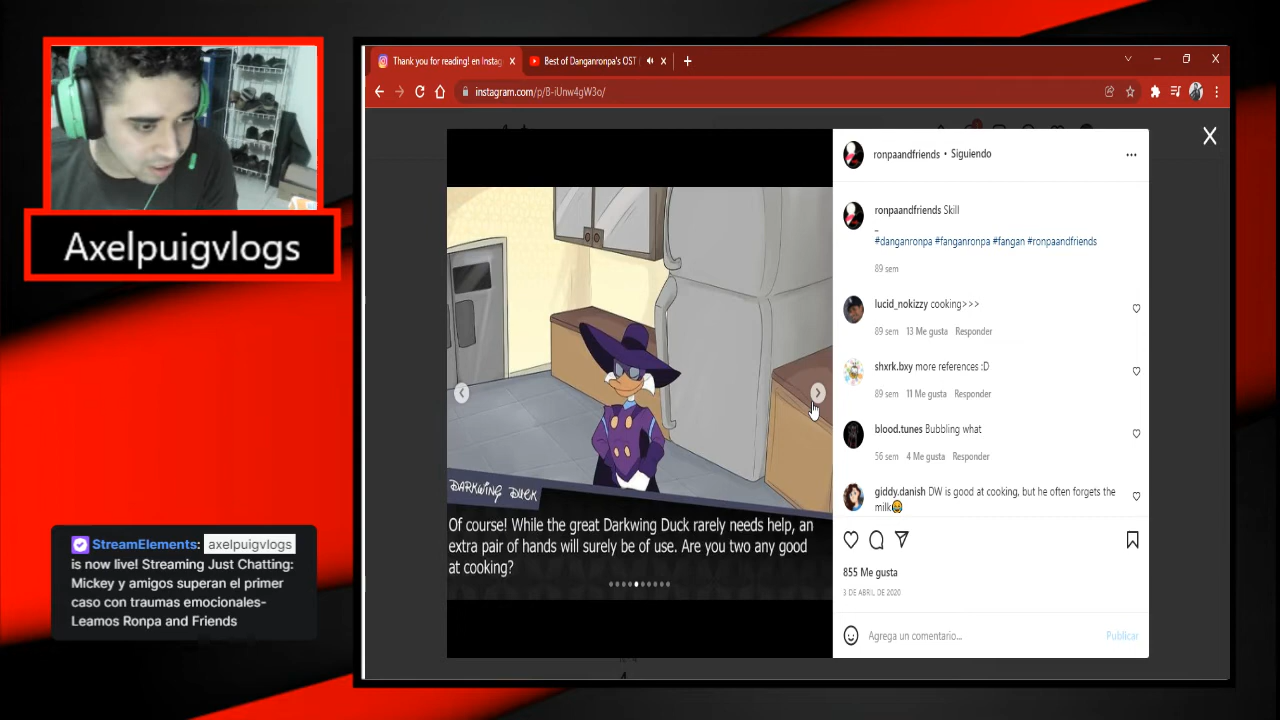 Thank you for reading! en Instag
Best of Danganronpa's OST
instagram.com/p/B-iUnw4gW3o/
ronpaandfriends • Siguiendo
ronpaandfriends Skill
_
#danganronpa #fanganronpa #fangan #ronpaandfriends
89 sem
lucid_nokizzy cooking>>>
89 sem 13 Me gusta Responder
shxrk.bxy more references :D
89 sem 11 Me gusta Responder
blood.tunes Bubbling what
56 sem 4 Me gusta Responder
giddy.danish DW is good at cooking, but he often forgets the
milk😅
855 Me gusta
3 DE ABRIL DE 2020
Agrega un comentario...
Publicar
DARKWING DUCK
Of course! While the great Darkwing Duck rarely needs help, an
extra pair of hands will surely be of use. Are you two any good
at cooking?
Axelpuigvlogs
StreamElements: axelpuigvlogs
is now live! Streaming Just Chatting:
Mickey y amigos superan el primer
caso con traumas emocionales-
Leamos Ronpa and Friends